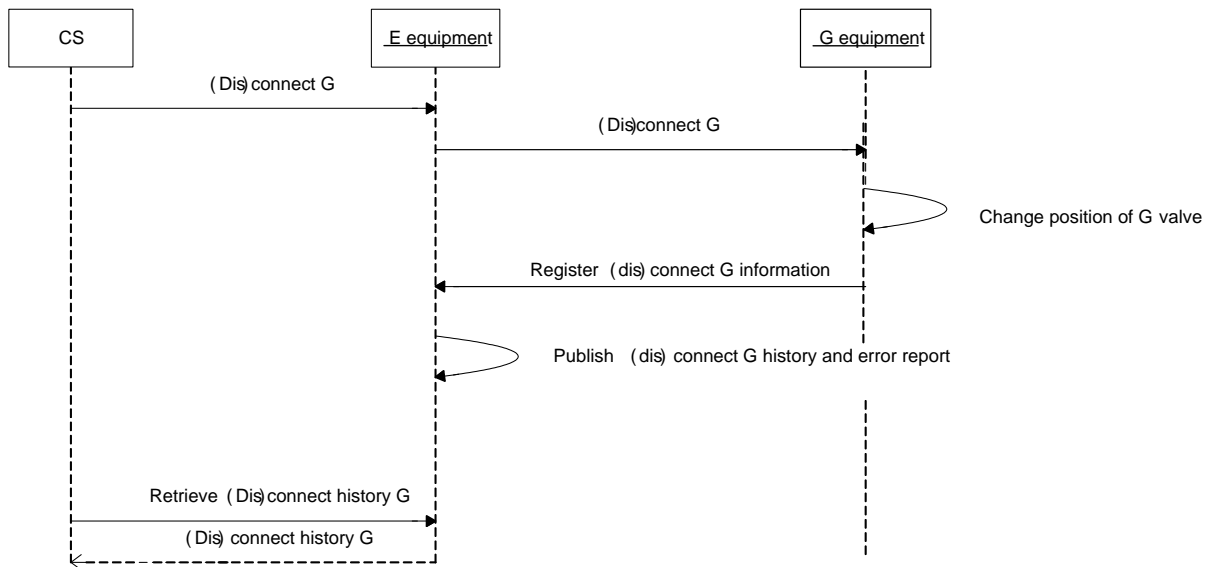 CS
E equipment
G equipment
(Dis)connect G
(Dis)connect G
Change position of G valve
Register (dis) connect G information
Publish (dis) connect G history and error report
Retrieve (Dis)connect history G
(Dis) connect history G